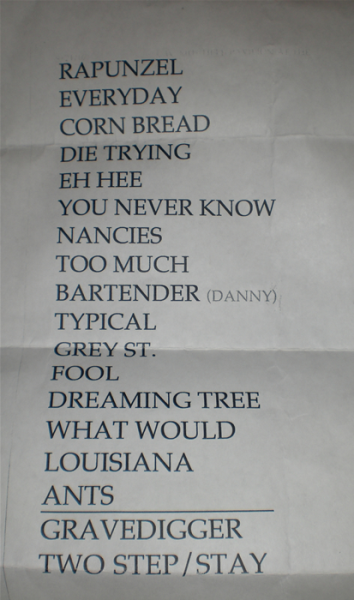 RAPUNZEL
EVERYDAY
CORN BREAD
DIE TRYING
EH HEE
YOU NEVER KNOW
NANCIES
TOO MUCH
BARTENDER (DANNY)
TYPICAL
GREY ST.
FOOL
DREAMING TREE
WHAT WOULD
LOUISIANA
ANTS
GRAVEDIGGER
TWO STEP/STAY